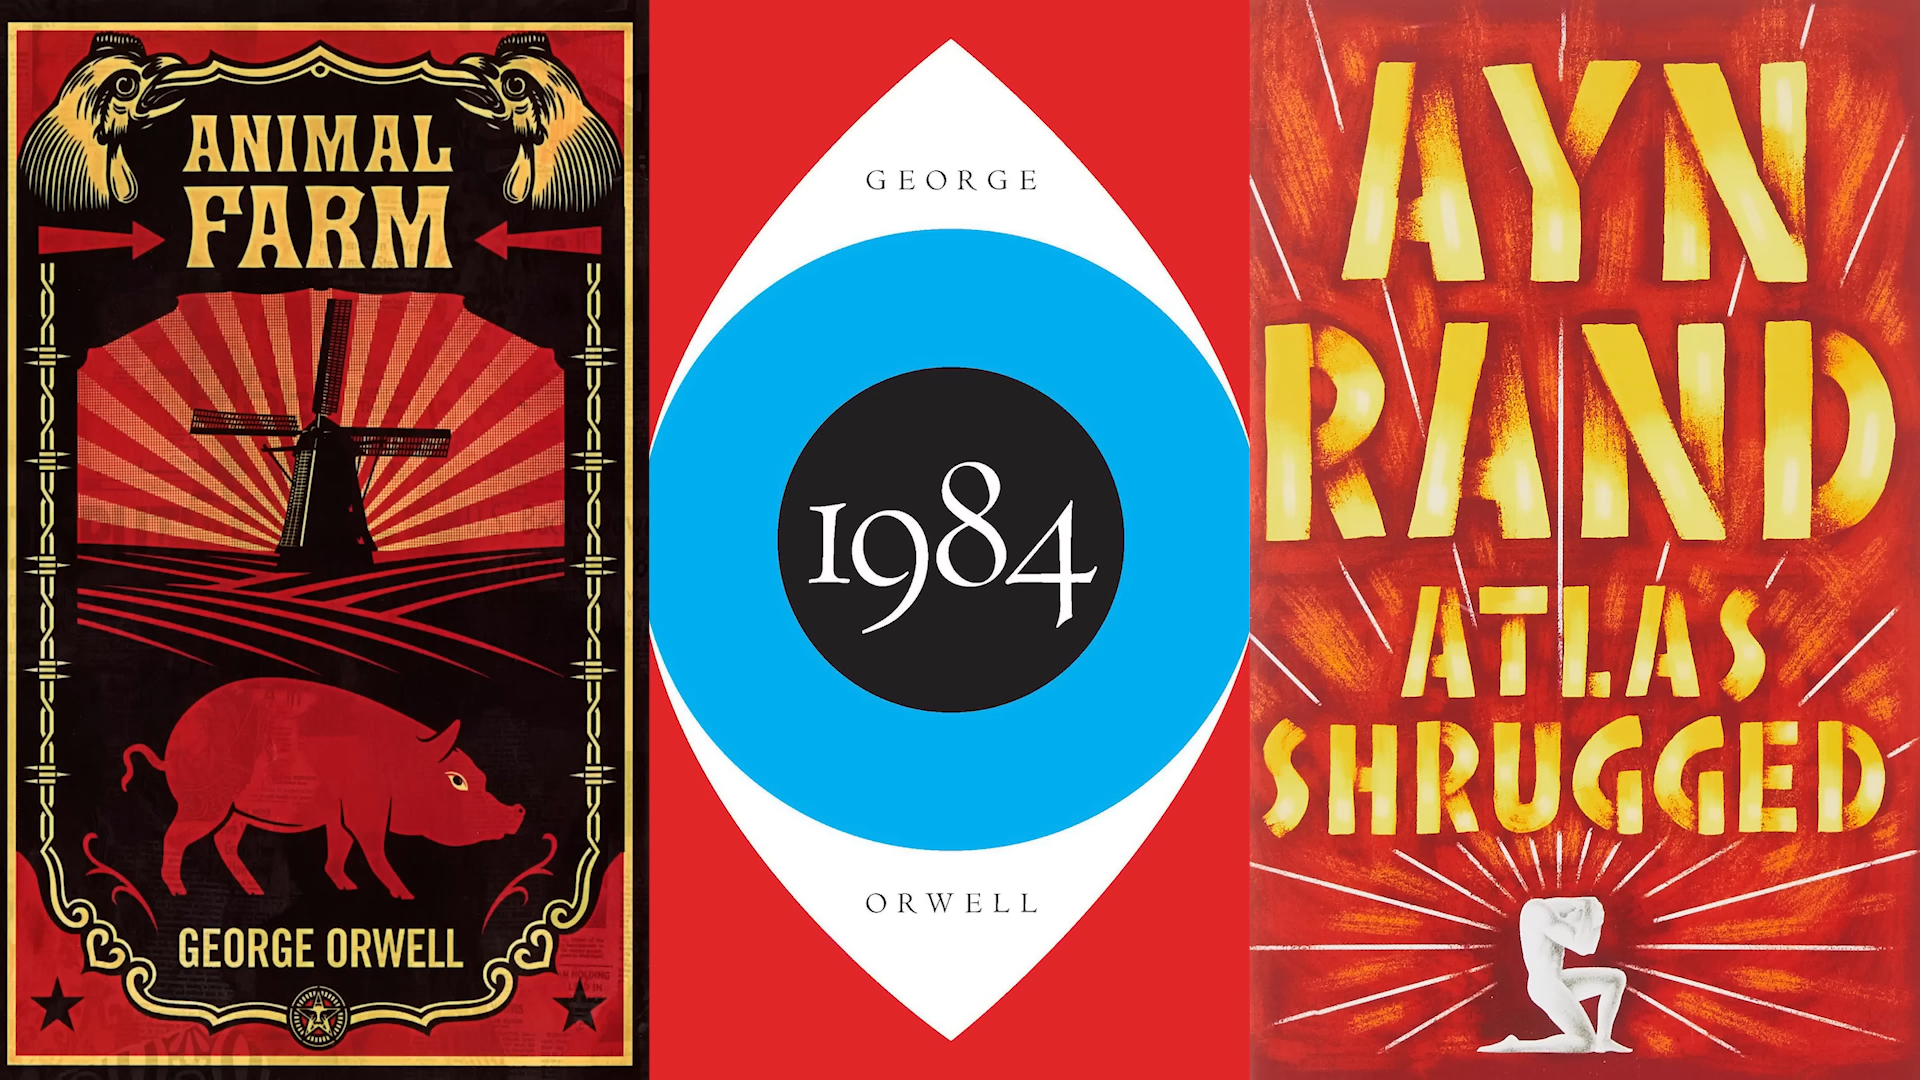 ANIMAL
FARM
GEORGE ORWELL
GEORGE
1984
ORWELL
AYN
RAND
ATLAS
SHRUGGED